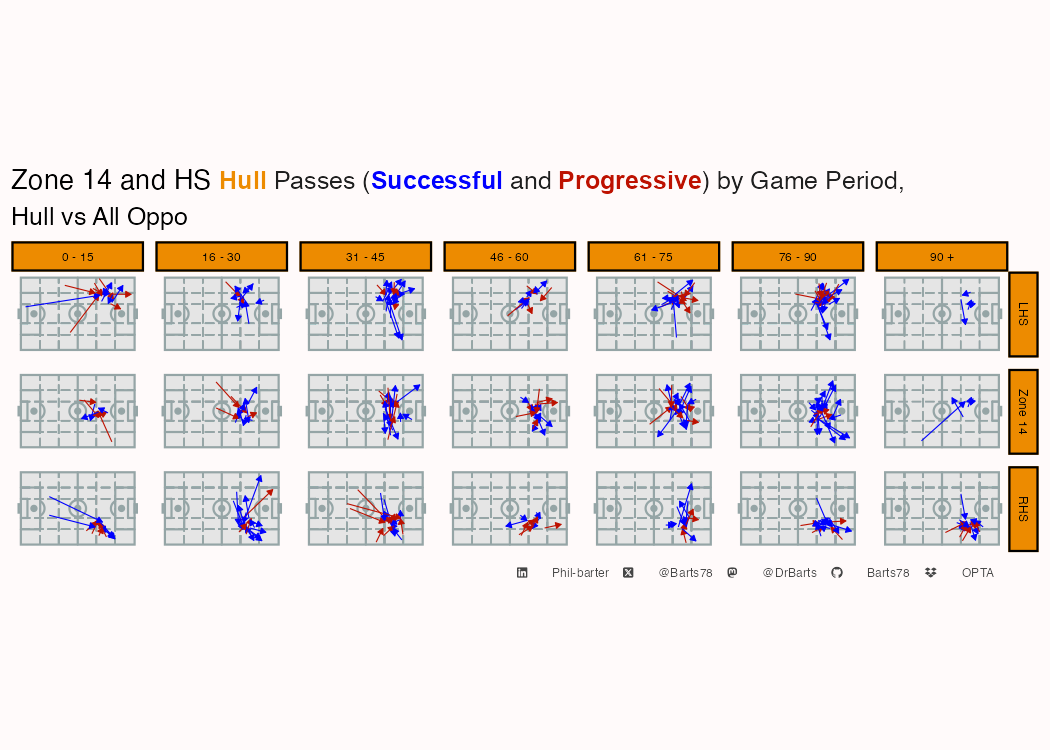 Zone 14 and HS Hull Passes (Successful and Progressive) by Game Period,
Hull vs All Oppo
0 - 15 16 - 30 31 - 45 46 - 60 61 - 75 76 - 90 90 +
LHS
Zone 14
RHS
Phil-barter @Barts78 @DrBarts Barts78 OPTA